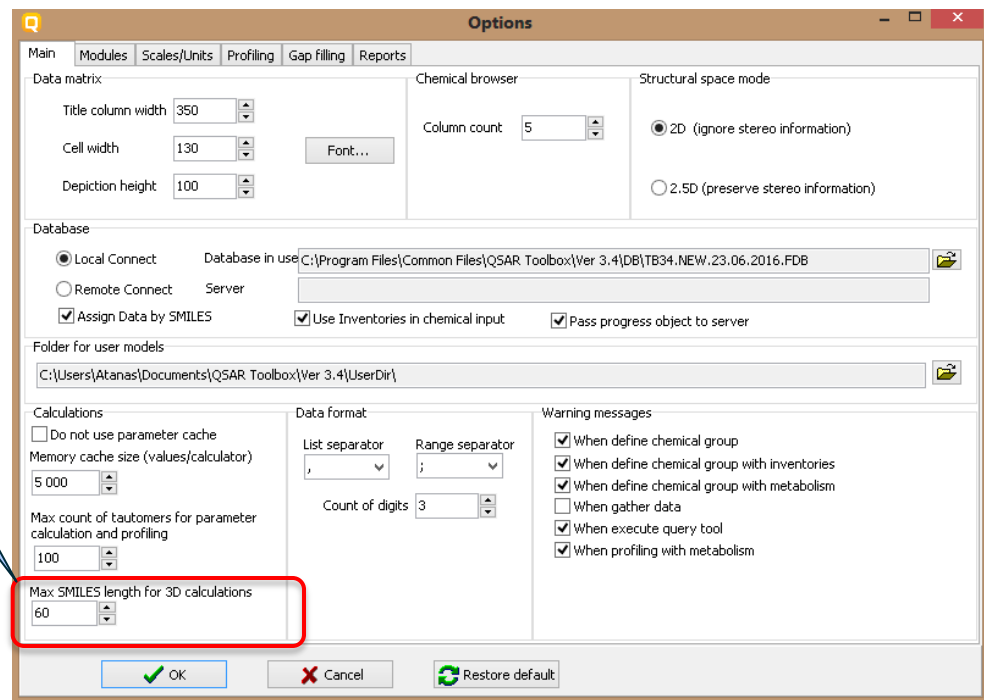 Q
Options
Main Modules Scales/Units Profiling Gap filling Reports
Data matrix
Title column width 350
Cell width 130
Font...
Depiction height 100
Chemical browser
Column count 5
Structural space mode
2D (ignore stereo information)
2.5D (preserve stereo information)
Database
Local Connect Database in use C:\Program Files\Common Files\QSAR Toolbox\Ver 3.4\DB\TB34.NEW.23.06.2016.FDB
Remote Connect Server
Assign Data by SMILES Use Inventories in chemical input Pass progress object to server
Folder for user models
C:\Users\Atanas\Documents\QSAR Toolbox\Ver 3.4\UserDir\
Calculations
Do not use parameter cache
Memory cache size (values/calculator)
5 000
Max count of tautomers for parameter
calculation and profiling
100
Max SMILES length for 3D calculations
60
Data format
List separator Range separator
, ;
Count of digits 3
Warning messages
When define chemical group
When define chemical group with inventories
When define chemical group with metabolism
When gather data
When execute query tool
When profiling with metabolism
OK Cancel Restore default